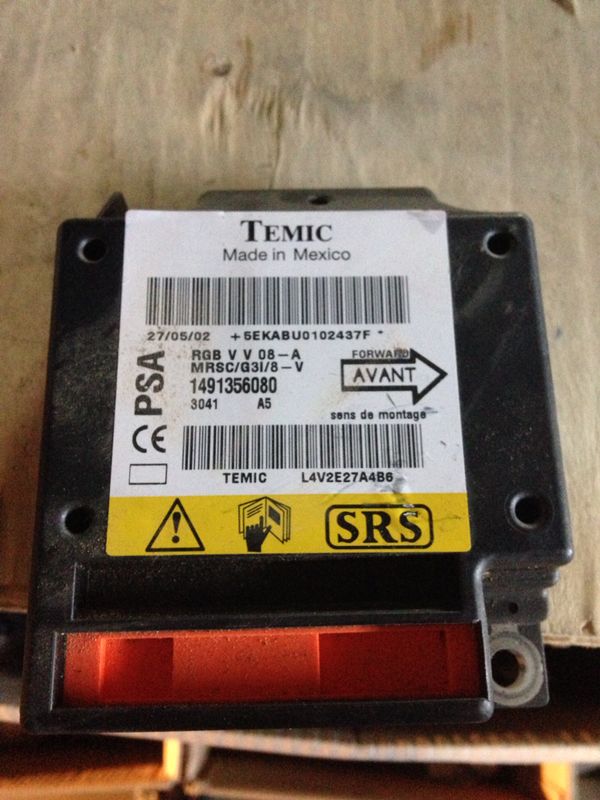 TEMIC
Made in Mexico
27/05/02 +5EKABU0102437F *
PSA
RGB V V 08-A
MRSC/G3I/8-V
1491356080
3041 A5
FORWARD
AVANT
sens de montage
CE
TEMIC L4V2E27A4B6
SRS